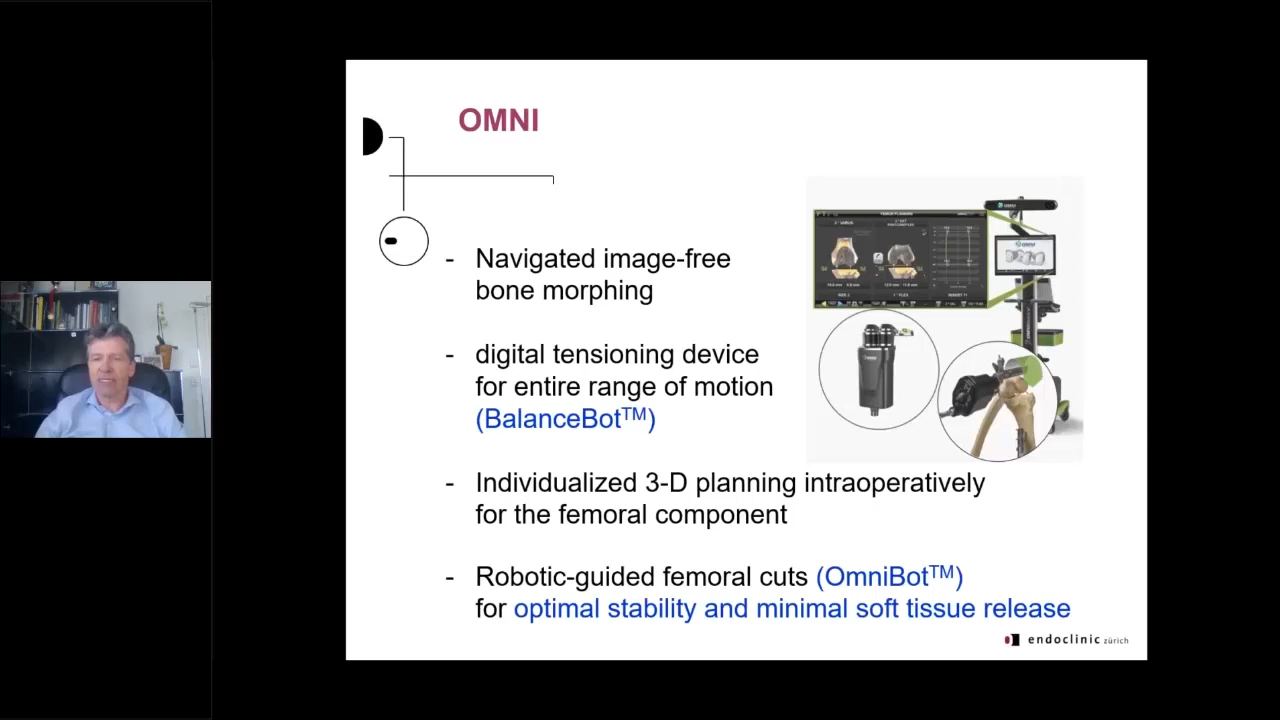 OMNI
- Navigated image-free
bone morphing
- digital tensioning device
for entire range of motion
(BalanceBot™)
- Individualized 3-D planning intraoperatively
for the femoral component
- Robotic-guided femoral cuts (OmniBot™)
for optimal stability and minimal soft tissue release
endoclinic zürich